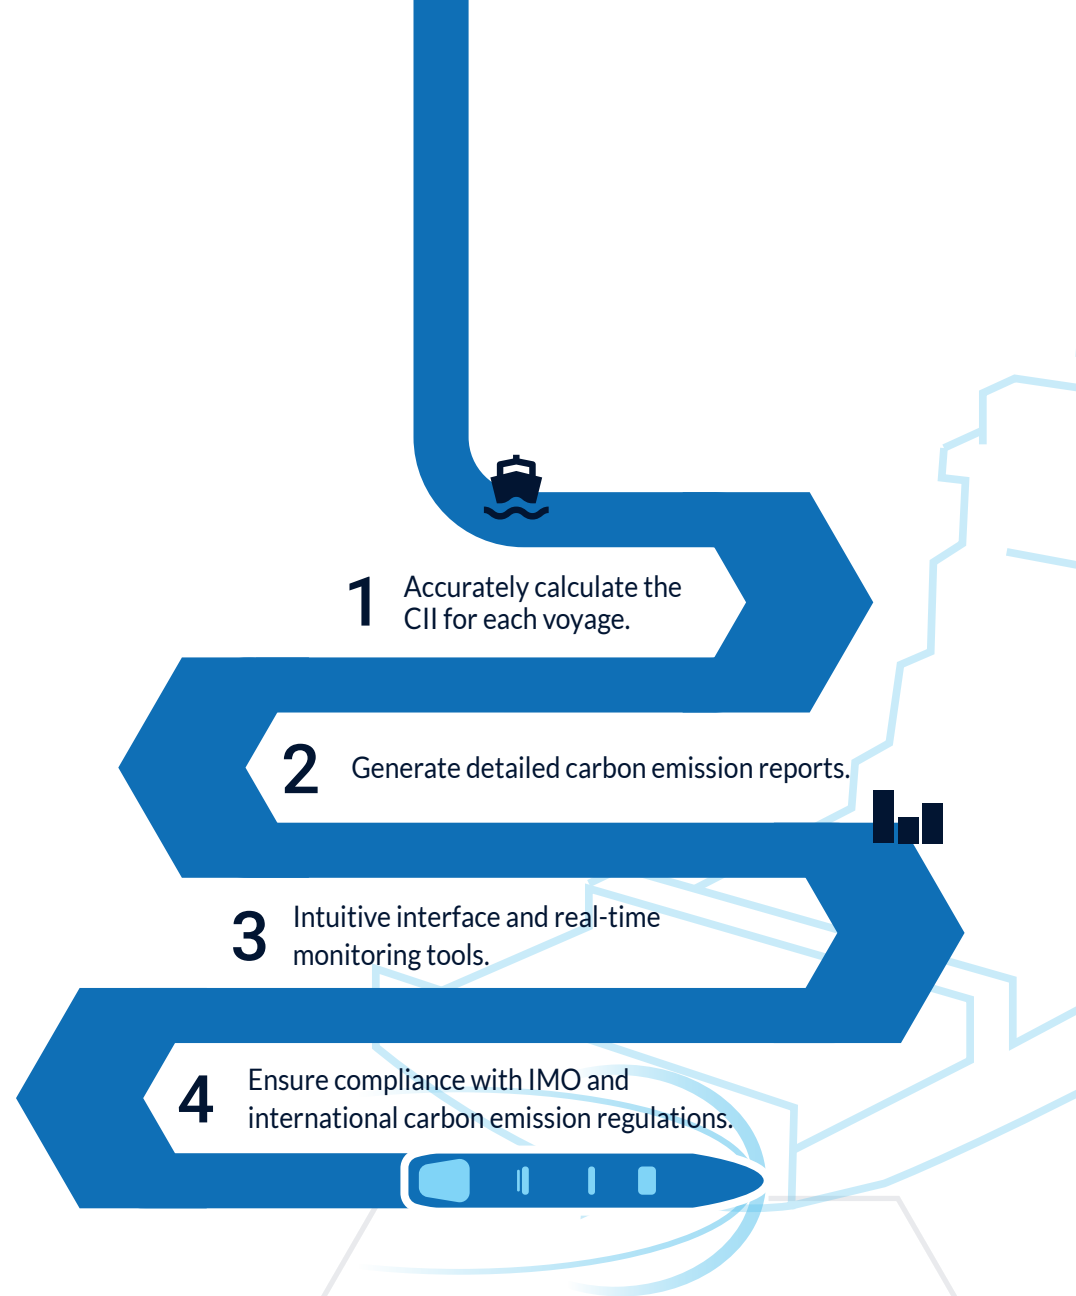 1
Accurately calculate the
CII for each voyage.
2
Generate detailed carbon emission reports.
3
Intuitive interface and real-time
monitoring tools.
4
Ensure compliance with IMO and
international carbon emission regulations.